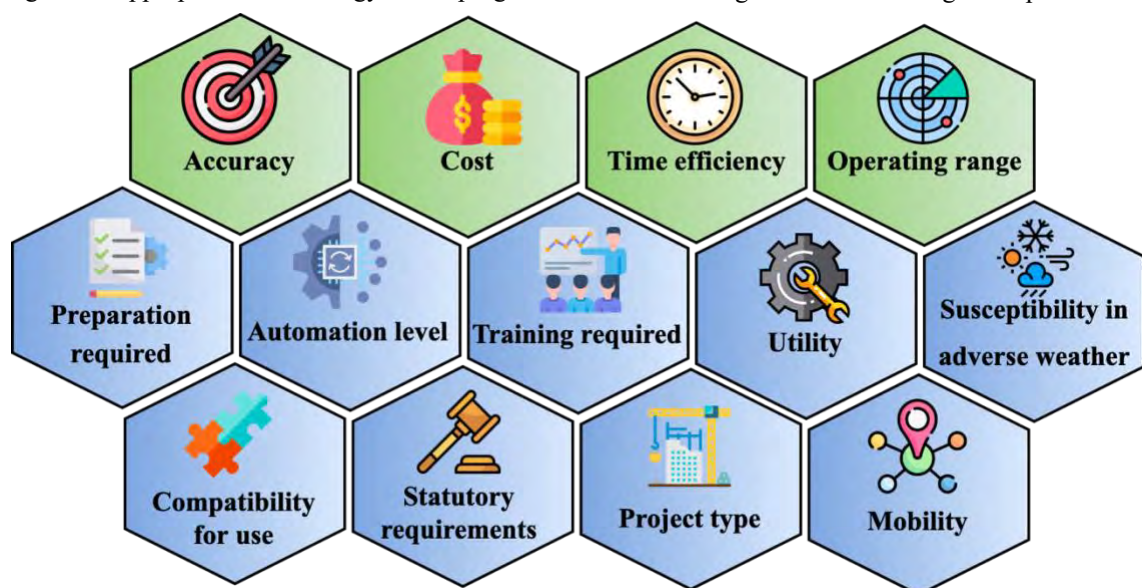 Accuracy
Cost
Time efficiency
Operating range
Preparation
required
Automation level
Training required
Utility
Susceptibility in
adverse weather
Compatibility
for use
Statutory
requirements
Project type
Mobility